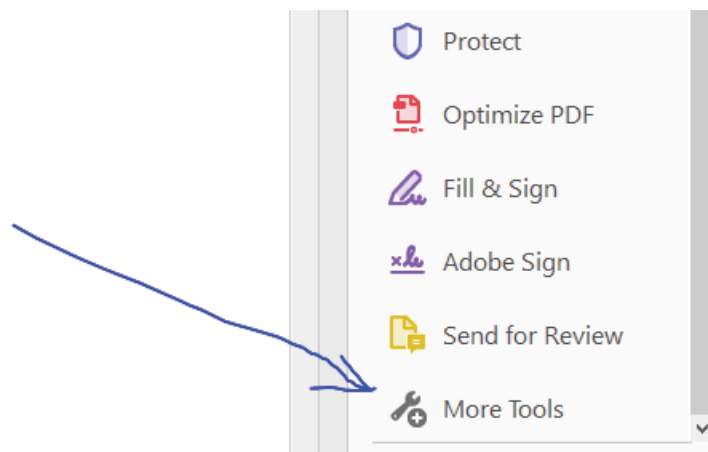 Protect
Optimize PDF
Fill & Sign
Adobe Sign
Send for Review
More Tools